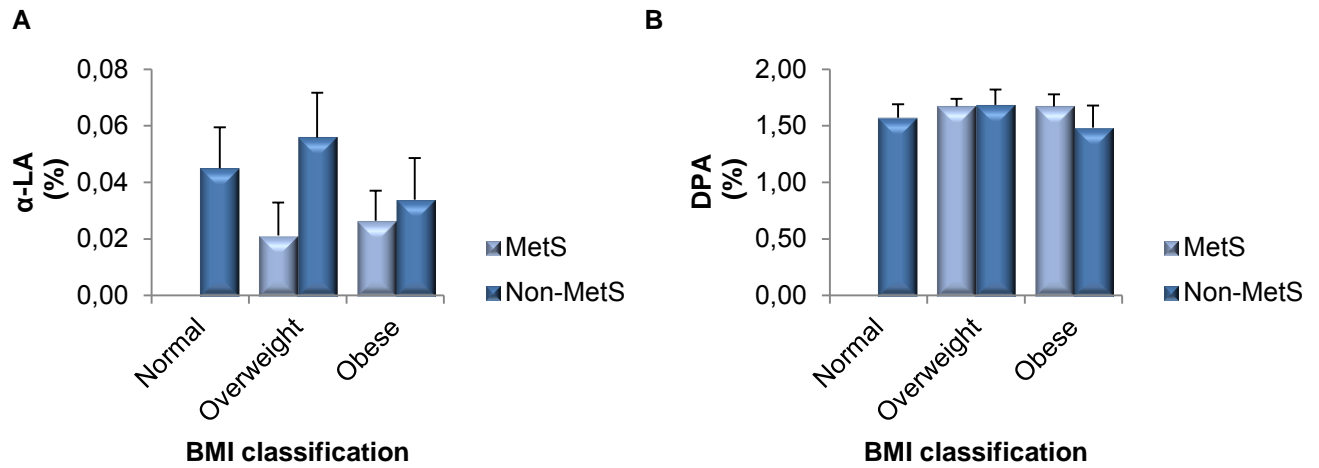 A
α-LA
(%)
0,08
0,06
0,04
0,02
0,00
Normal
Overweight
Obese
BMI classification
MetS
Non-MetS
B
DPA
(%)
2,00
1,50
1,00
0,50
0,00
Normal
Overweight
Obese
BMI classification
MetS
Non-MetS